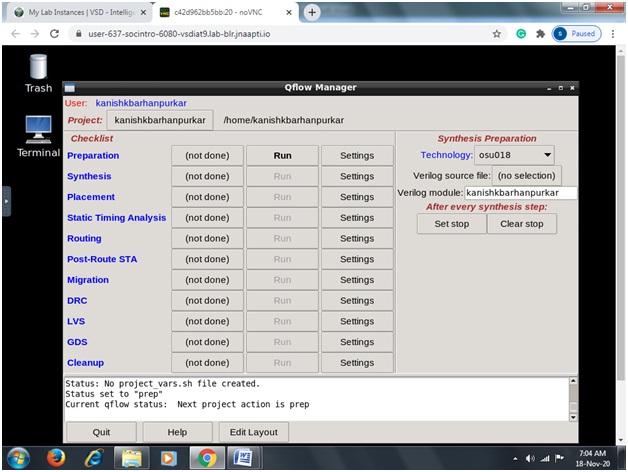 My Lab Instances | VSD - Intellige
c42d962bb5bb:20 - noVNC
user-637-socintro-6080-vsdiat9.lab-blr.jnaapti.io
S Paused
Trash
Terminal
Qflow Manager
User: kanishkbarhanpurkar
Project: kanishkbarhanpurkar /home/kanishkbarhanpurkar
Checklist
Preparation (not done) Run Settings
Synthesis (not done) Run Settings
Placement (not done) Run Settings
Static Timing Analysis (not done) Run Settings
Routing (not done) Run Settings
Post-Route STA (not done) Run Settings
Migration (not done) Run Settings
DRC (not done) Run Settings
LVS (not done) Run Settings
GDS (not done) Run Settings
Cleanup (not done) Run Settings
Synthesis Preparation
Technology: osu018
Verilog source file: (no selection)
Verilog module: kanishkbarhanpurkar
After every synthesis step:
Set stop Clear stop
Status: No project_vars.sh file created.
Status set to "prep"
Current qflow status: Next project action is prep
Quit Help Edit Layout
7:04 AM
18-Nov-20